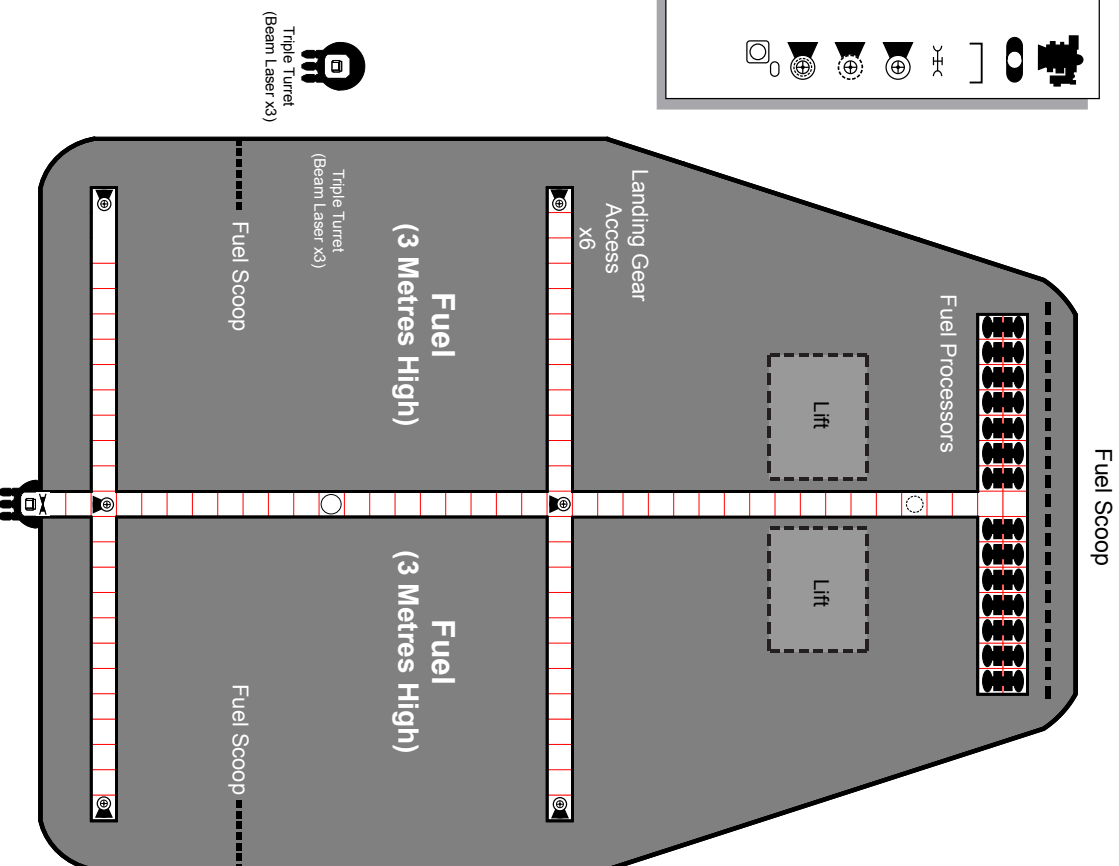 Triple Turret
(Beam Laser x3)
Triple Turret
(Beam Laser x3)
Fuel Scoop
Fuel
(3 Metres High)
Landing Gear
Access
x6
Fuel Processors
Lift
Fuel Scoop
Lift
Fuel
(3 Metres High)
Fuel Scoop